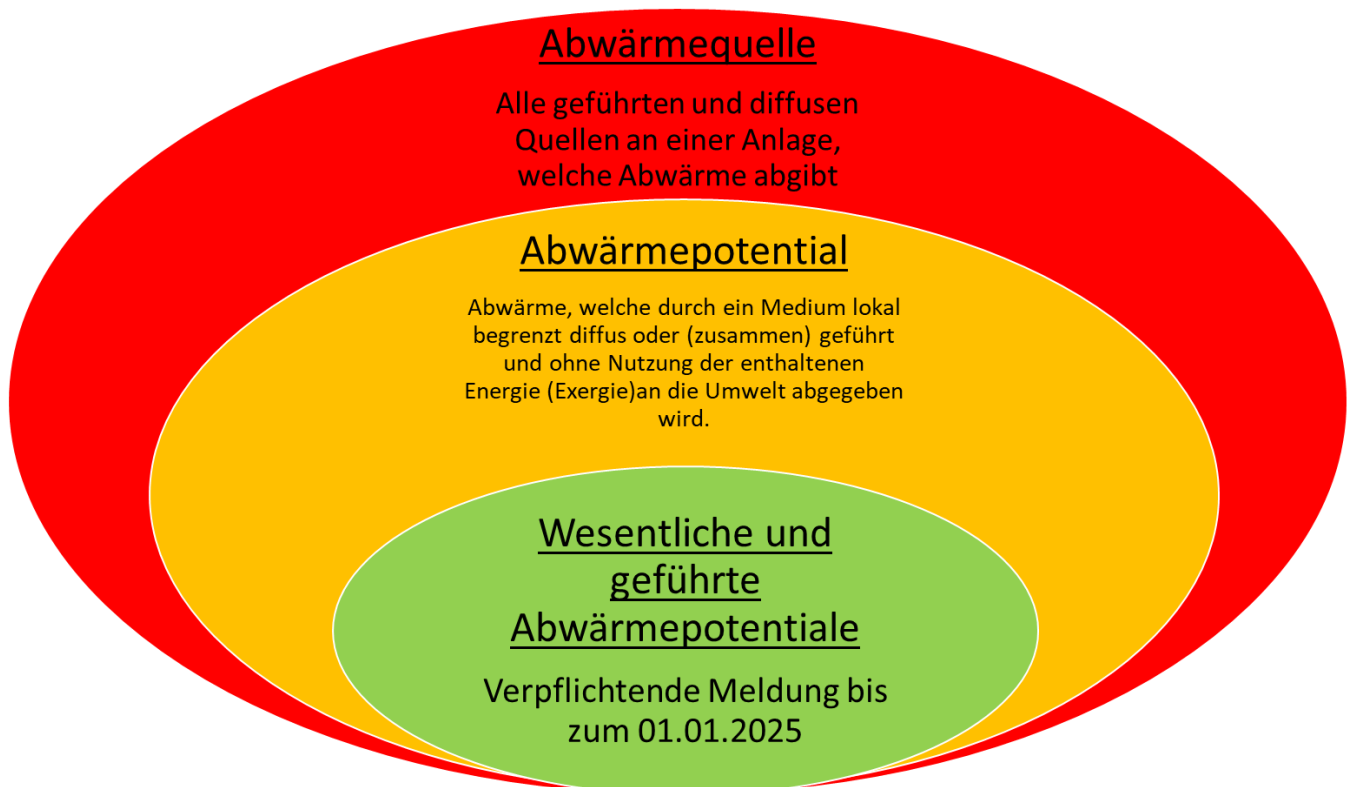 Abwärmequelle
Alle geführten und diffusen
Quellen an einer Anlage,
welche Abwärme abgibt
Abwärmepotential
Abwärme, welche durch ein Medium lokal
begrenzt diffus oder (zusammen) geführt
und ohne Nutzung der enthaltenen
Energie (Exergie)an die Umwelt abgegeben
wird.
Wesentliche und
geführte
Abwärmepotentiale
Verpflichtende Meldung bis
zum 01.01.2025